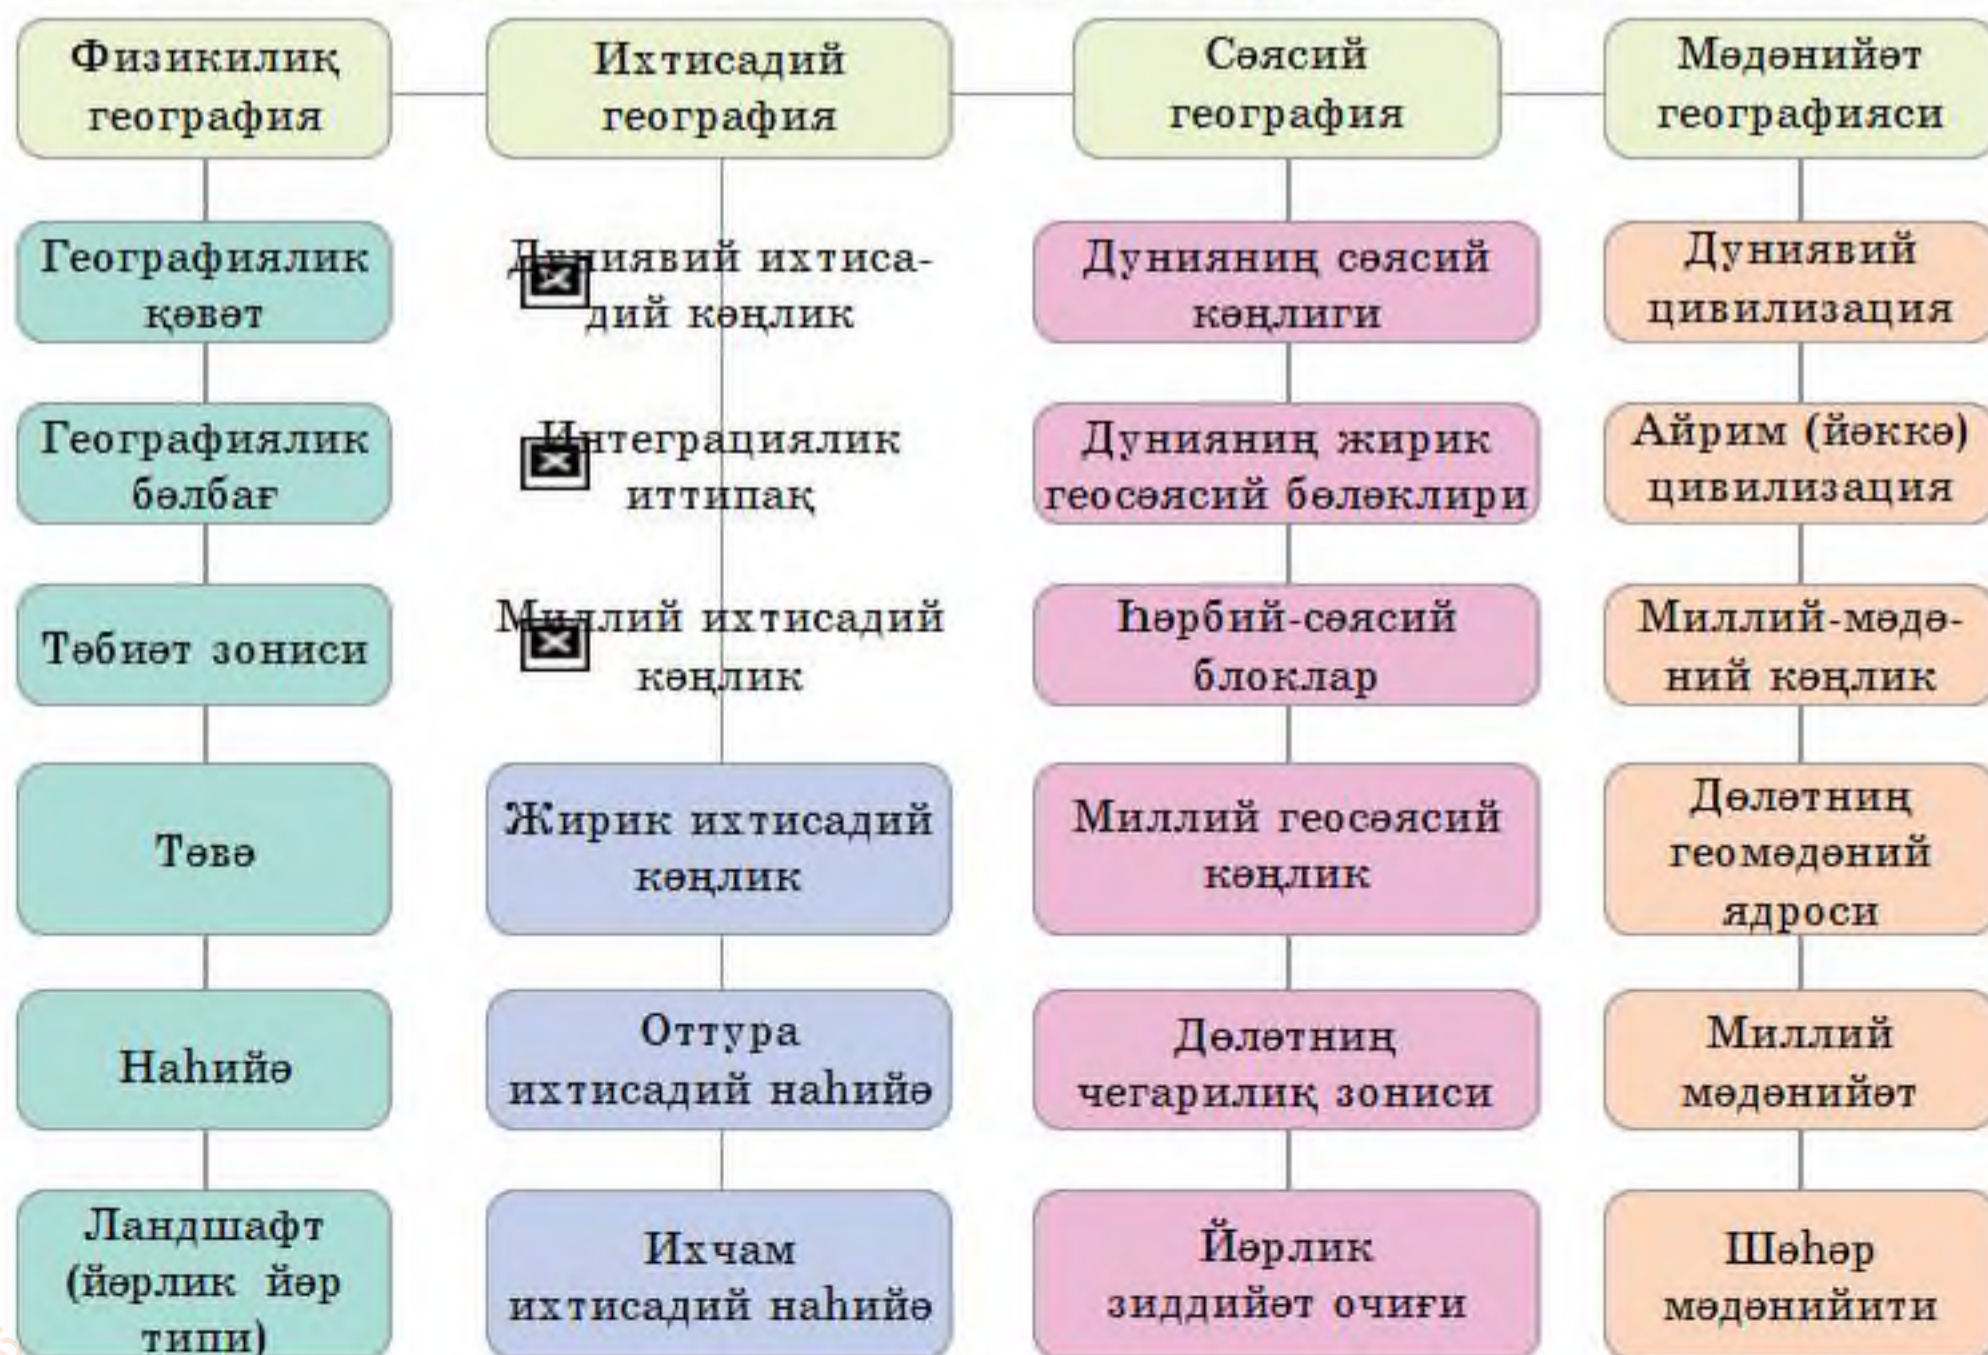 Физикилиқ
география
Ихтисадий
география
Сәясий
география
Мәдәнийәт
географияси
Географиялик
қәвәт
Географиялик
бәлбағ
Тәбиәт зониси
Тәвә
Наһийә
Ландшафт
(йәрлик йәр
типи)
Дуниявий ихтиса-
дий кәңлик
Интеграциялик
иттипақ
Миллий ихтисадий
кәңлик
Жирик ихтисадий
кәңлик
Оттура
ихтисадий наһийә
Ихчам
ихтисадий наһийә
Дунияниң сәясий
кәңлиги
Дунияниң жирик
геосәясий бөләклири
Һәрбий-сәясий
блоклар
Миллий геосәясий
кәңлик
Дөләтниң
чегарилиқ зониси
Йәрлик
зиддийәт очиғи
Дуниявий
цивилизация
Айрим (йәккә)
цивилизация
Миллий-мәдә-
ний кәңлик
Дөләтниң
геомәдәний
ядроси
Миллий
мәдәнийәт
Шәһәр
мәдәнийити